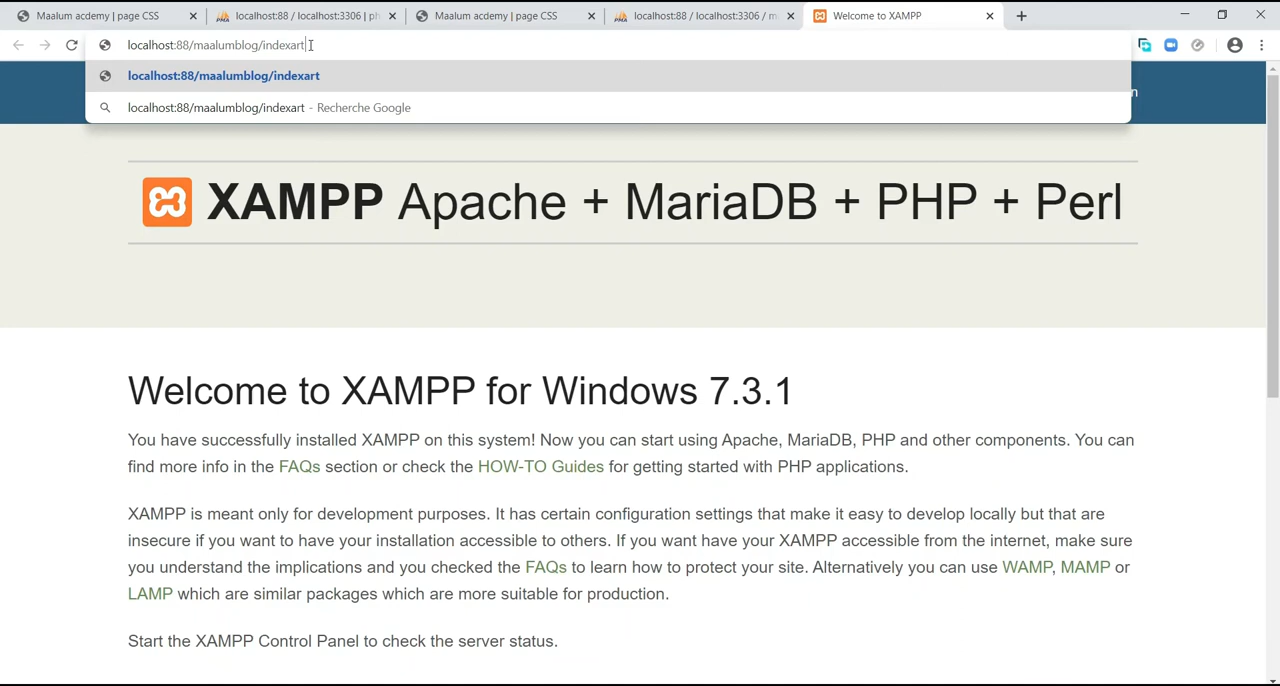 Maalum acdemy | page CSS
localhost:88 / localhost:3306 | ph
Maalum acdemy | page CSS
localhost:88 / localhost:3306 / m
Welcome to XAMPP
localhost:88/maalumblog/indexart
localhost:88/maalumblog/indexart
localhost:88/maalumblog/indexart - Recherche Google
n
XAMPP Apache + MariaDB + PHP + Perl
Welcome to XAMPP for Windows 7.3.1
You have successfully installed XAMPP on this system! Now you can start using Apache, MariaDB, PHP and other components. You can
find more info in the FAQs section or check the HOW-TO Guides for getting started with PHP applications.
XAMPP is meant only for development purposes. It has certain configuration settings that make it easy to develop locally but that are
insecure if you want to have your installation accessible to others. If you want have your XAMPP accessible from the internet, make sure
you understand the implications and you checked the FAQs to learn how to protect your site. Alternatively you can use WAMP, MAMP or
LAMP which are similar packages which are more suitable for production.
Start the XAMPP Control Panel to check the server status.